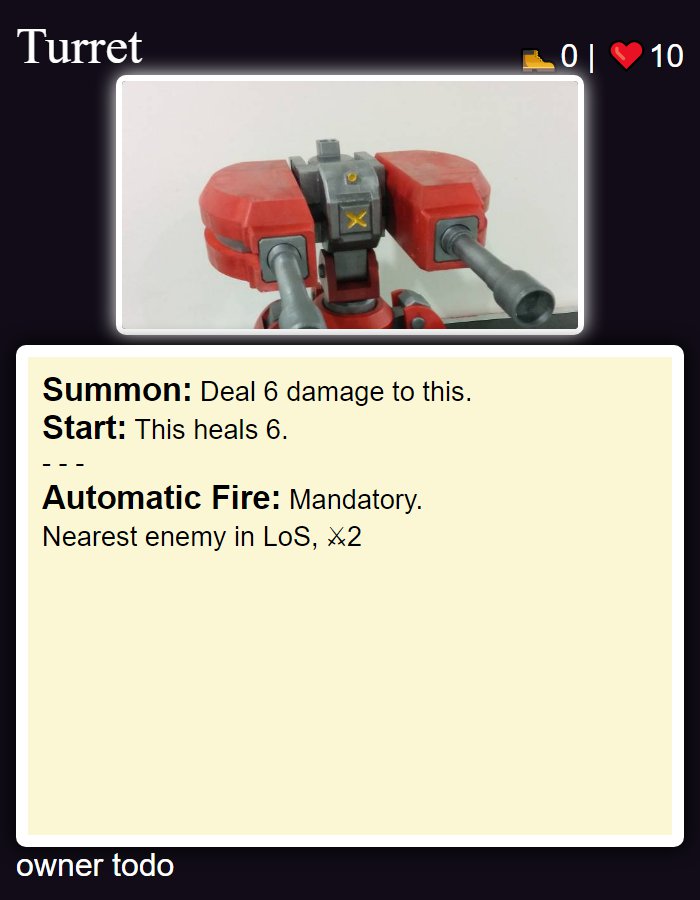 Turret
🥾0 | ❤️10
Summon: Deal 6 damage to this.
Start: This heals 6.
- - -
Automatic Fire: Mandatory.
Nearest enemy in LoS, ⚔2
owner todo